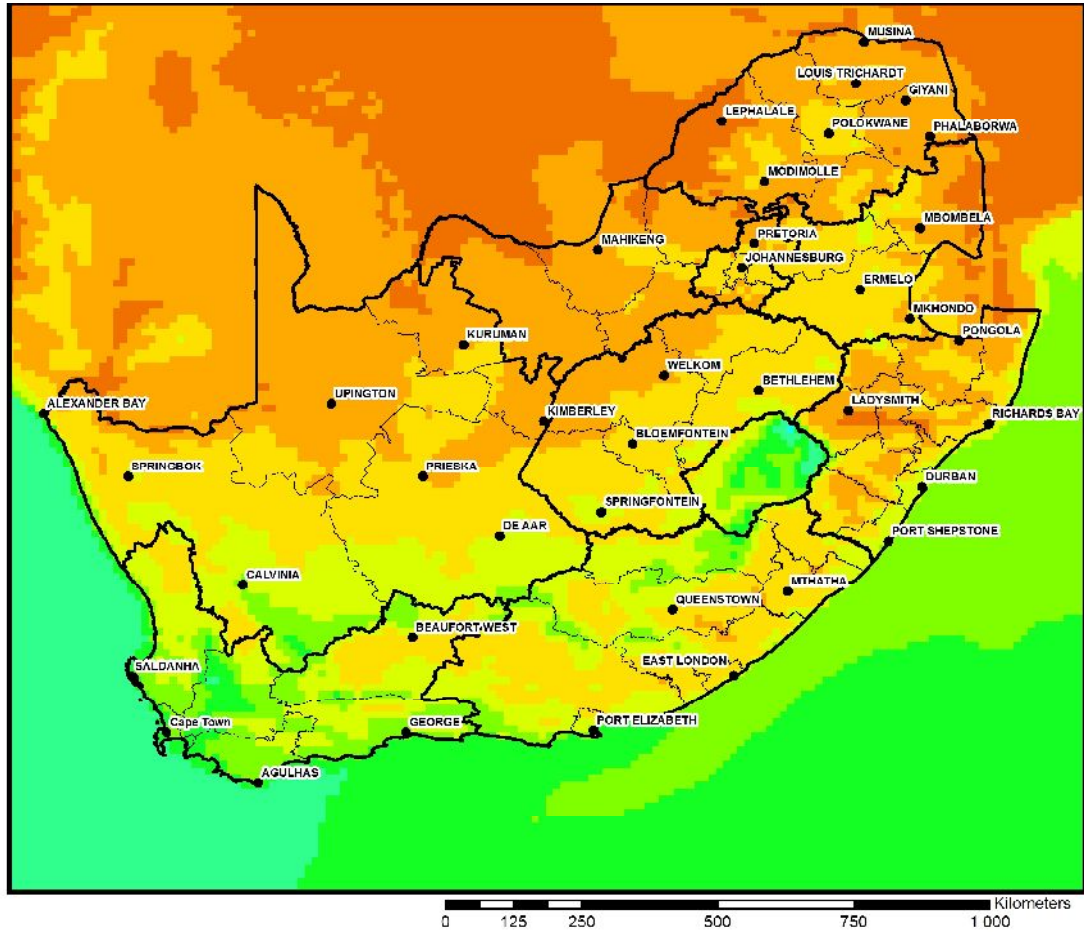 MUSINA
LOUIS TRICHARDT
GIYANI
LEPHALALE
POLOKWANE
PHALABORWA
MODIMOLLE
MBOMBELA
PRETORIA
MAHIKENG
JOHANNESBURG
ERMELO
MKHONDO
KURUMAN
PONGOLA
WELKOM
BETHLEHEM
UPINGTON
ALEXANDER BAY
KIMBERLEY
LADYSMITH
RICHARDS BAY
BLOEMFONTEIN
SPRINGBOK
PRIESKA
DURBAN
SPRINGFONTEIN
DE AAR
PORT SHEPSTONE
CALVINIA
MTHATHA
QUEENSTOWN
BEAUFORT WEST
SALDANHA
EAST LONDON
Cape Town
GEORGE
PORT ELIZABETH
AGULHAS
Kilometers
0 125 250 500 750 1 000